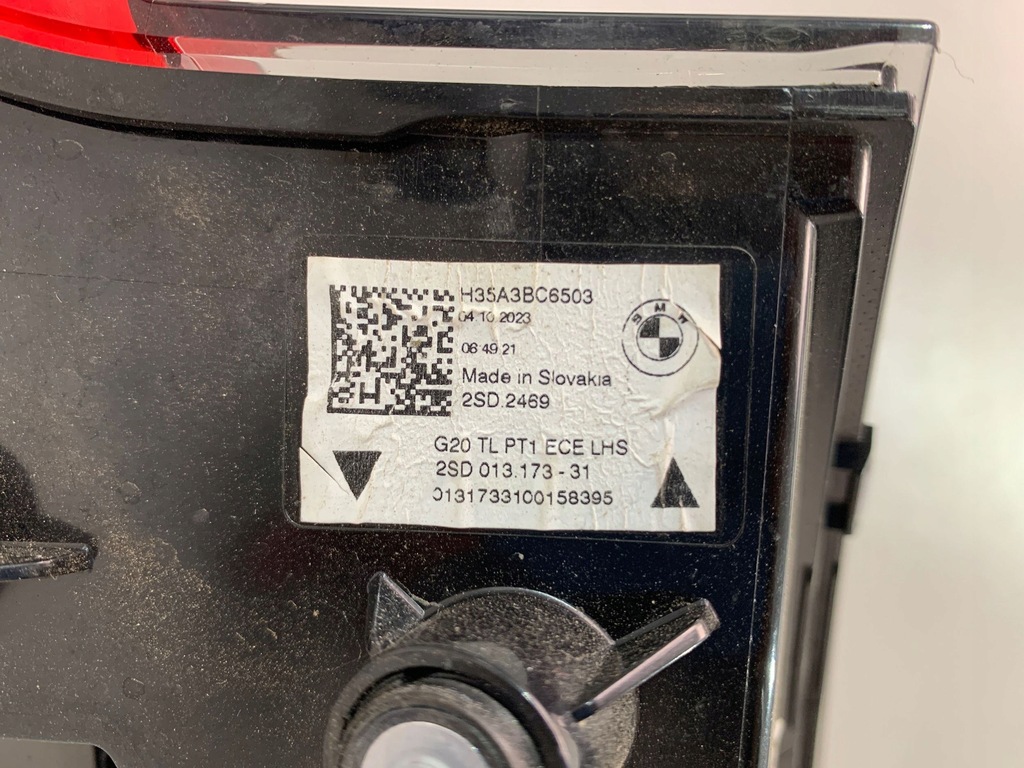 H35A3BC6503
04.10.2023
06 49 21
BMW
Made in Slovakia
2SD.2469
G20 TL PT1 ECE LHS
2SD 013.173 - 31
0131733100158395